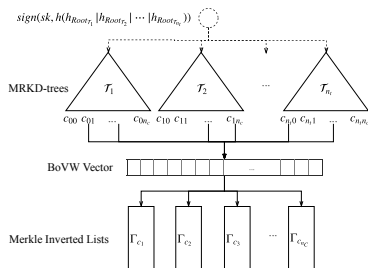 sign(sk, h(h_{Root_{T_1}} | h_{Root_{T_2}} | ⋯ | h_{Root_{T_{n_t}}}))
MRKD-trees 𝒯_1 𝒯_2 ... 𝒯_{n_t}
c_{00} c_{01} ... c_{0n_c} c_{10} c_{11} ... c_{1n_c} c_{n_t0} c_{n_t1} ... c_{n_tn_c}
BoVW Vector ...
Merkle Inverted Lists Γ_{c_1} Γ_{c_2} Γ_{c_3} ... Γ_{c_{n_C}}